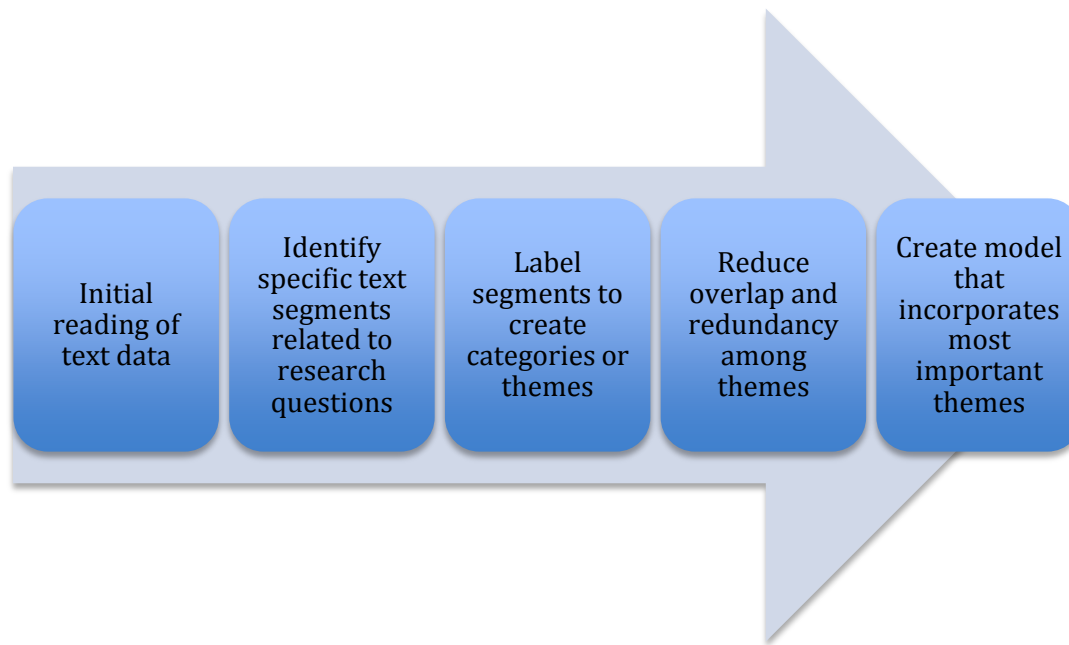 Initial
reading of
text data
Identify
specific text
segments
related to
research
questions
Label
segments to
create
categories or
themes
Reduce
overlap and
redundancy
among
themes
Create model
that
incorporates
most
important
themes